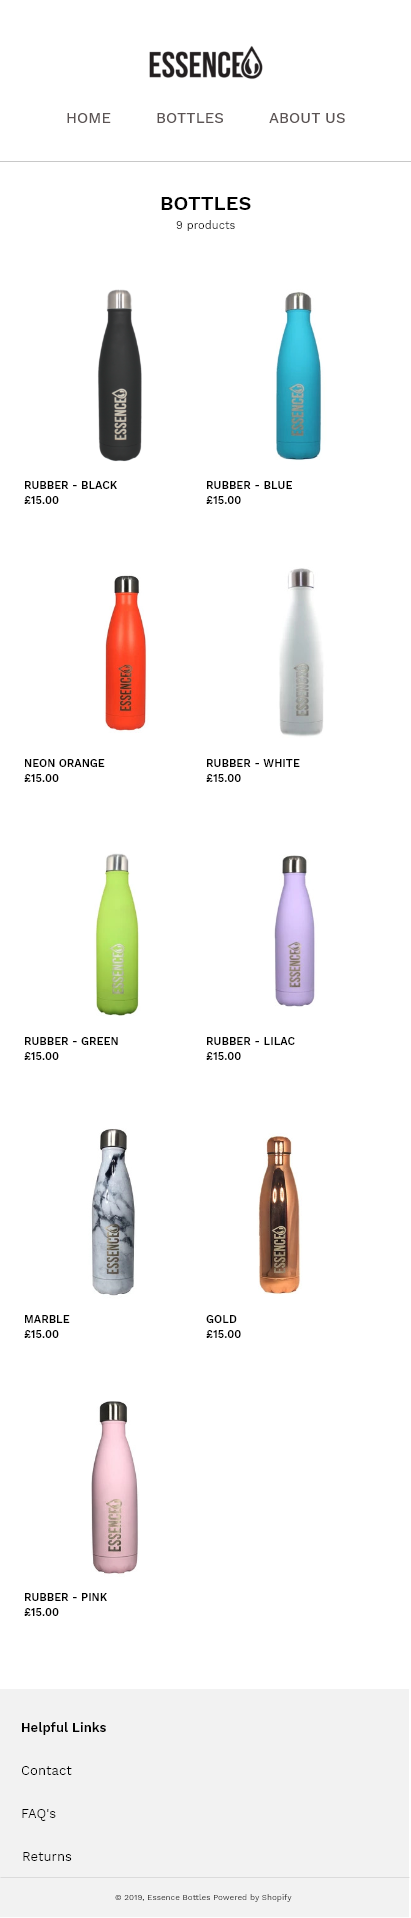 ESSENCE
HOME BOTTLES ABOUT US
BOTTLES
9 products
ESSENCE
ESSENCE
RUBBER - BLACK
£15.00
RUBBER - BLUE
£15.00
ESSENCE
ESSENCE
NEON ORANGE
£15.00
RUBBER - WHITE
£15.00
ESSENCE
ESSENCE
RUBBER - GREEN
£15.00
RUBBER - LILAC
£15.00
ESSENCE
ESSENCE
MARBLE
£15.00
GOLD
£15.00
ESSENCE
RUBBER - PINK
£15.00
Helpful Links
Contact
FAQ's
Returns
© 2019, Essence Bottles Powered by Shopify